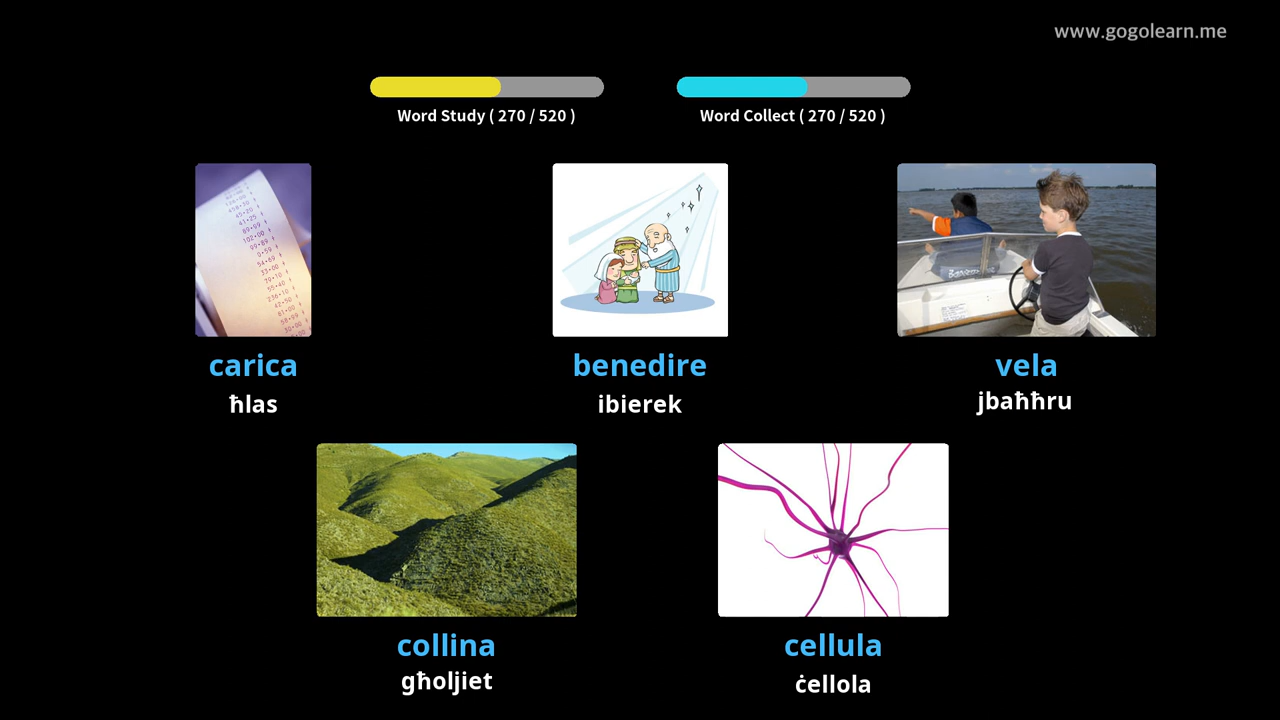 www.gogolearn.me
Word Study ( 270 / 520 )
Word Collect ( 270 / 520 )
carica
ħlas
benedire
ibierek
vela
jbaħħru
collina
għoljiet
cellula
ċellola